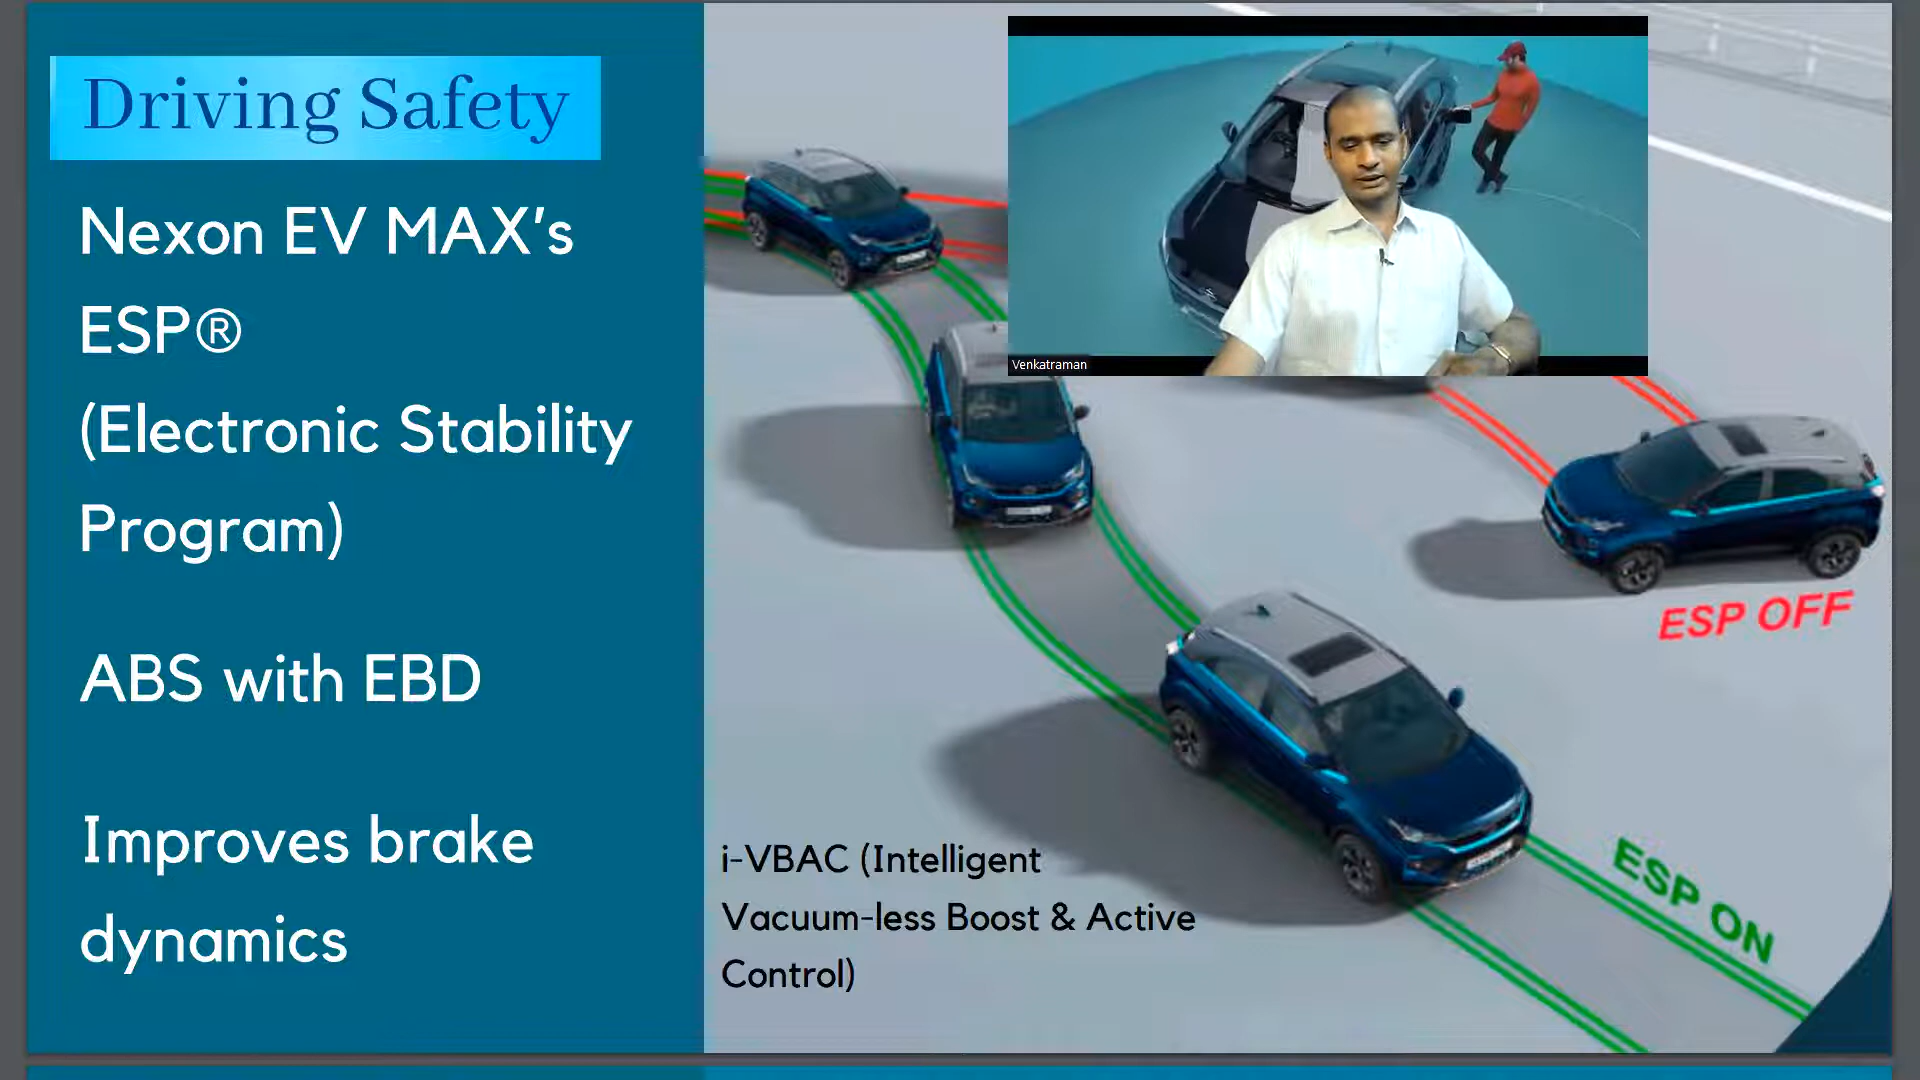 Driving Safety
Nexon EV MAX’s
ESP®
(Electronic Stability
Program)
ABS with EBD
Improves brake
dynamics
Venkatraman
ESP OFF
ESP ON
i-VBAC (Intelligent
Vacuum-less Boost & Active
Control)